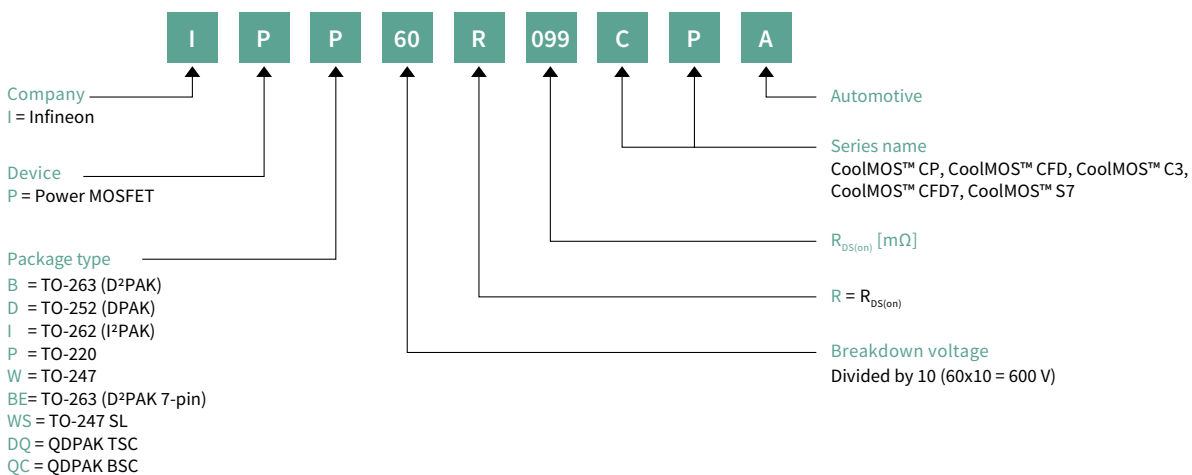 I P P 60 R 099 C P A
Company
I = Infineon
Device
P = Power MOSFET
Package type
B = TO-263 (D²PAK)
D = TO-252 (DPAK)
I = TO-262 (I²PAK)
P = TO-220
W = TO-247
BE= TO-263 (D²PAK 7-pin)
WS = TO-247 SL
DQ = QDPAK TSC
QC = QDPAK BSC
Automotive
Series name
CoolMOS™ CP, CoolMOS™ CFD, CoolMOS™ C3,
CoolMOS™ CFD7, CoolMOS™ S7
RDS(on) [mΩ]
R = RDS(on)
Breakdown voltage
Divided by 10 (60x10 = 600 V)